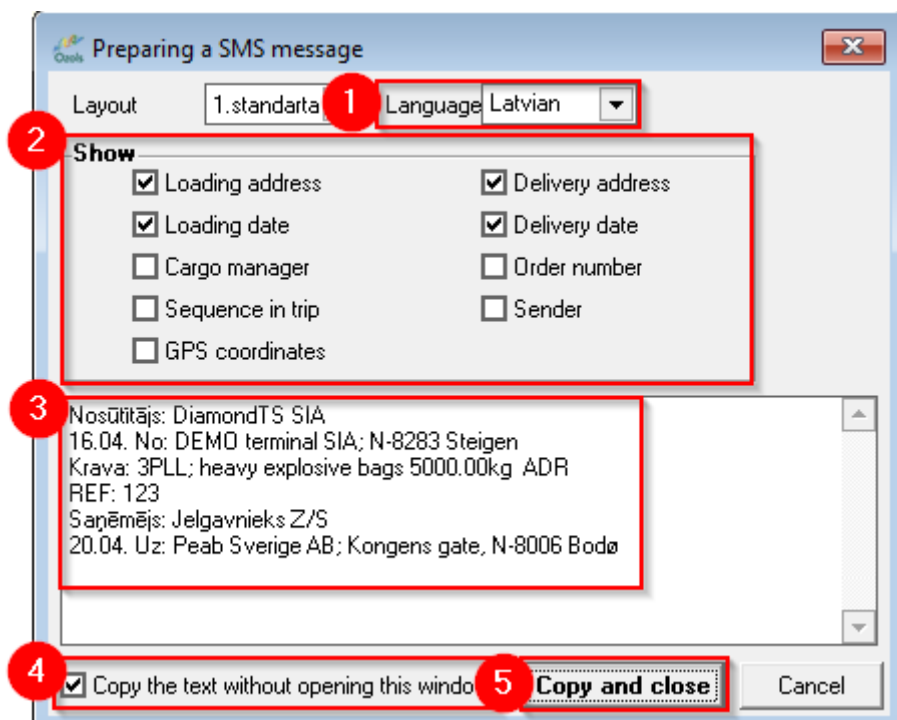 Ozols Preparing a SMS message
Layout 1.standarta 1 Language Latvian
2
Show
Loading address Delivery address
Loading date Delivery date
Cargo manager Order number
Sequence in trip Sender
GPS coordinates
3
Nosūtītājs: DiamondTS SIA
16.04. No: DEMO terminal SIA; N-8283 Steigen
Krava: 3PLL; heavy explosive bags 5000.00kg ADR
REF: 123
Saņēmējs: Jelgavnieks Z/S
20.04. Uz: Peab Sverige AB; Kongens gate, N-8006 Bodø
4 Copy the text without opening this windo 5 Copy and close Cancel